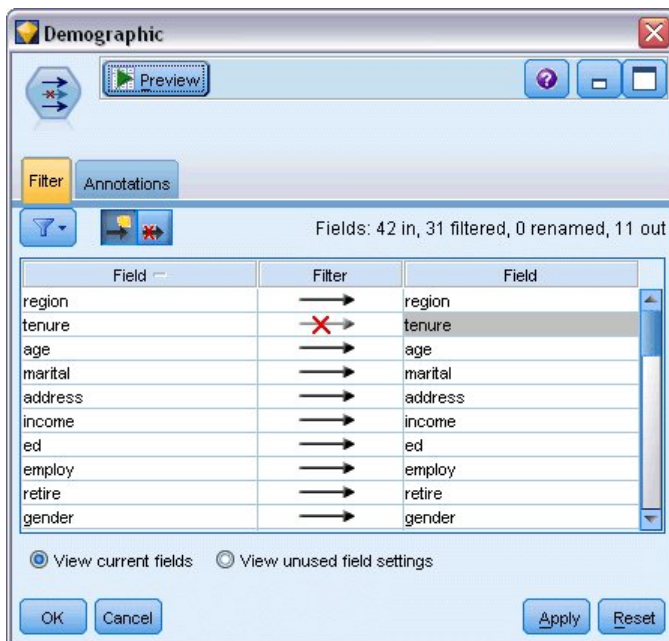 Demographic
Preview
?
Filter Annotations
Fields: 42 in, 31 filtered, 0 renamed, 11 out
Field Filter Field
region region
tenure tenure
age age
marital marital
address address
income income
ed ed
employ employ
retire retire
gender gender
View current fields View unused field settings
OK Cancel Apply Reset